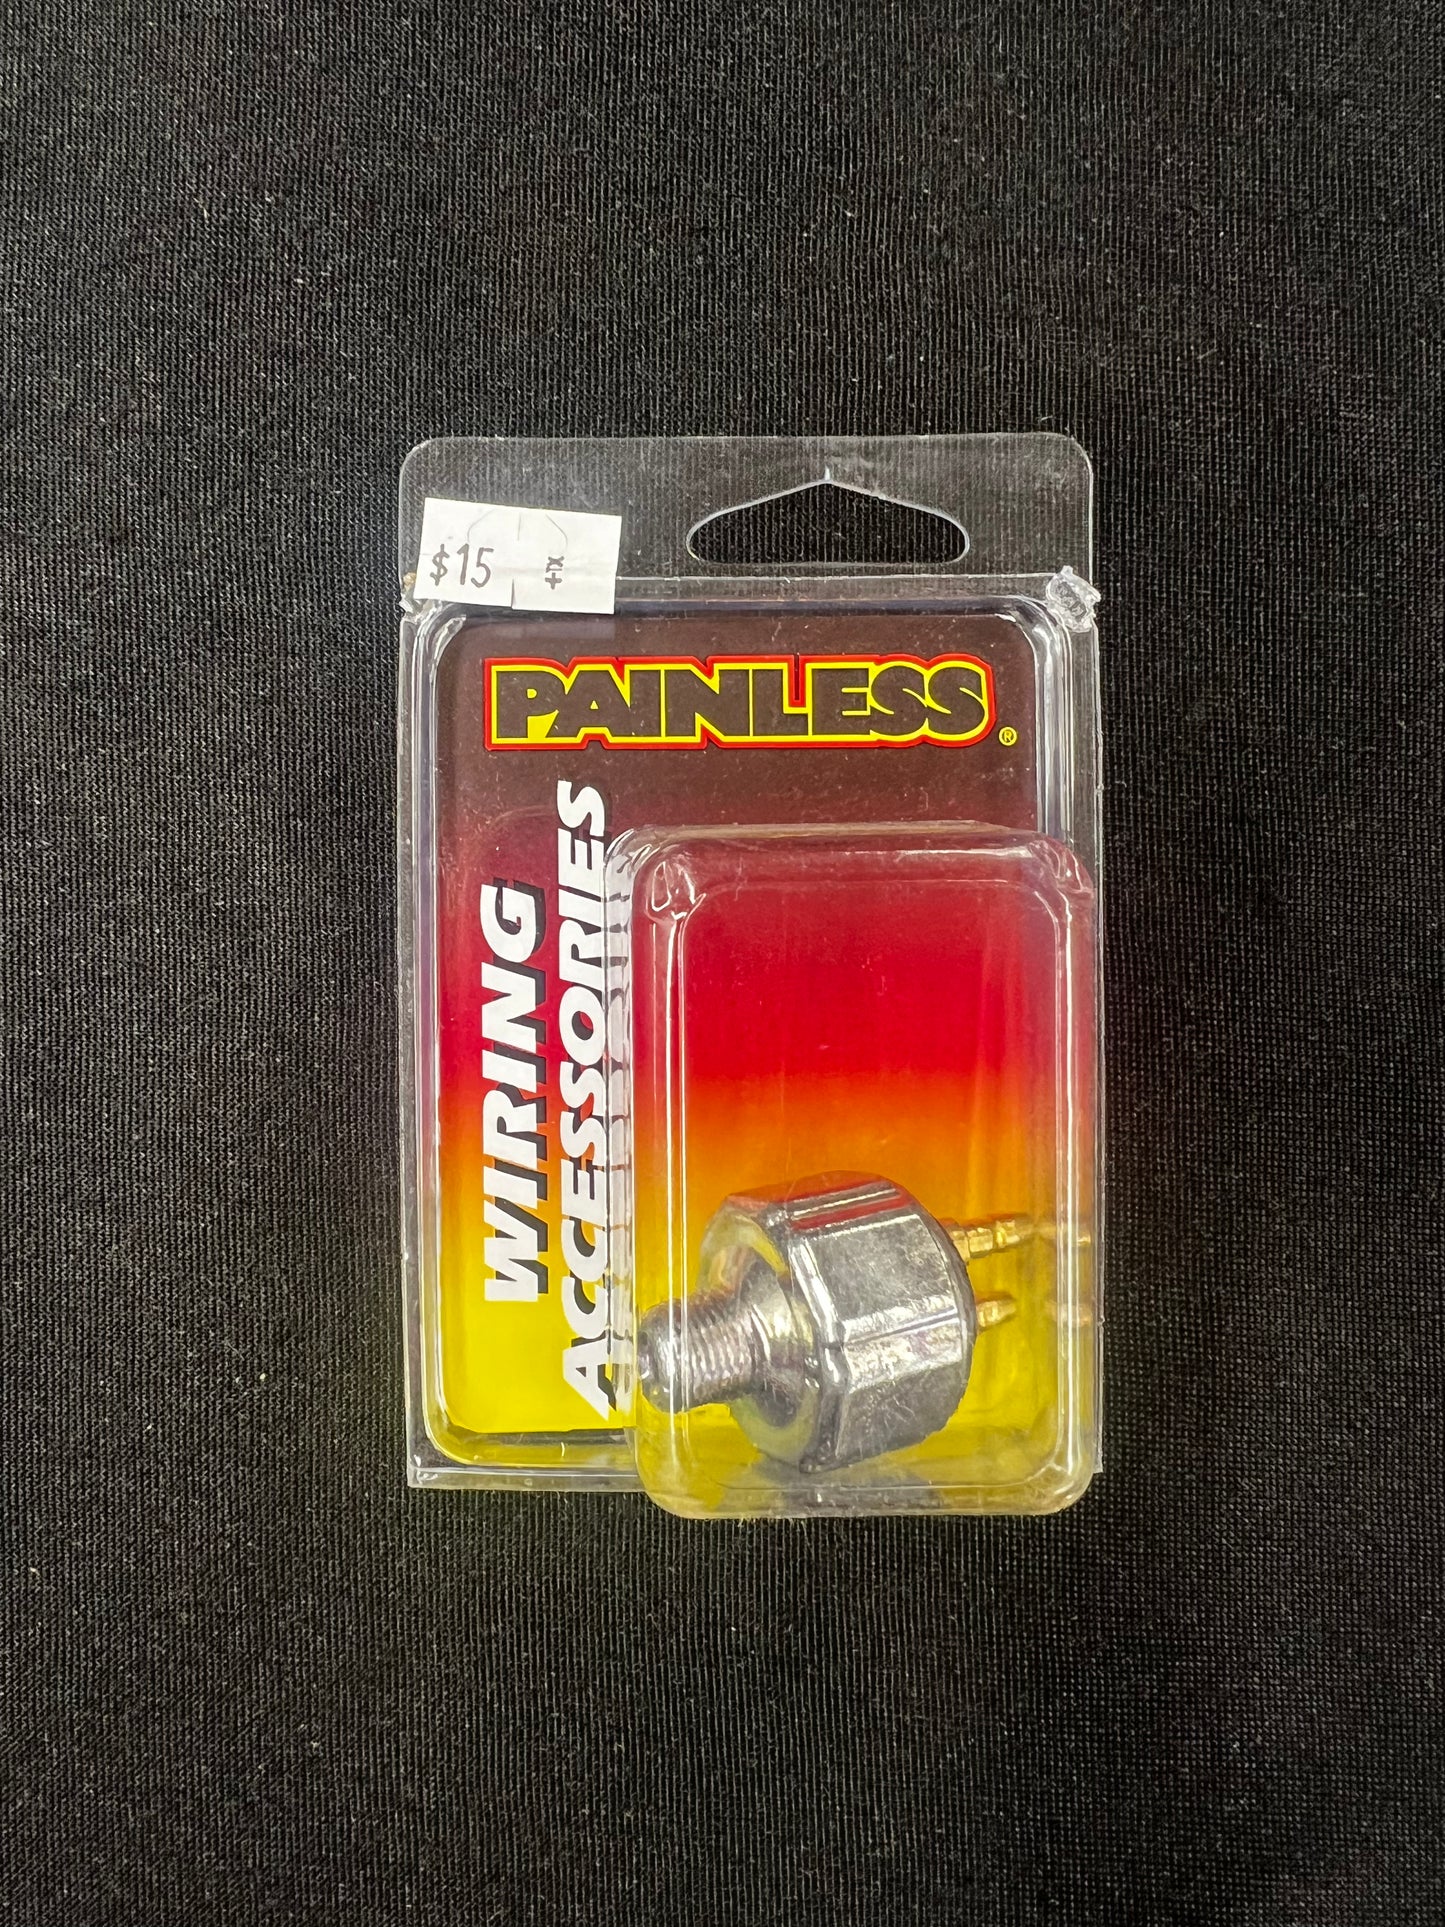 $15
+TX
PAINLESS®
WIRING
ACCESSORIES